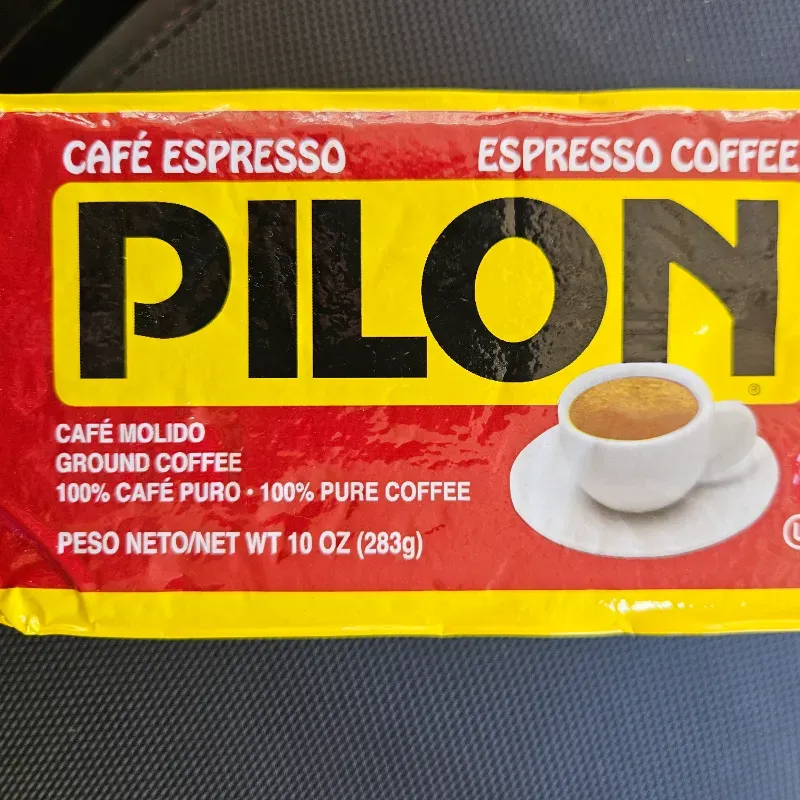 CAFÉ ESPRESSO ESPRESSO COFFEE
PILON
®
CAFÉ MOLIDO
GROUND COFFEE
100% CAFÉ PURO • 100% PURE COFFEE
PESO NETO/NET WT 10 OZ (283g)